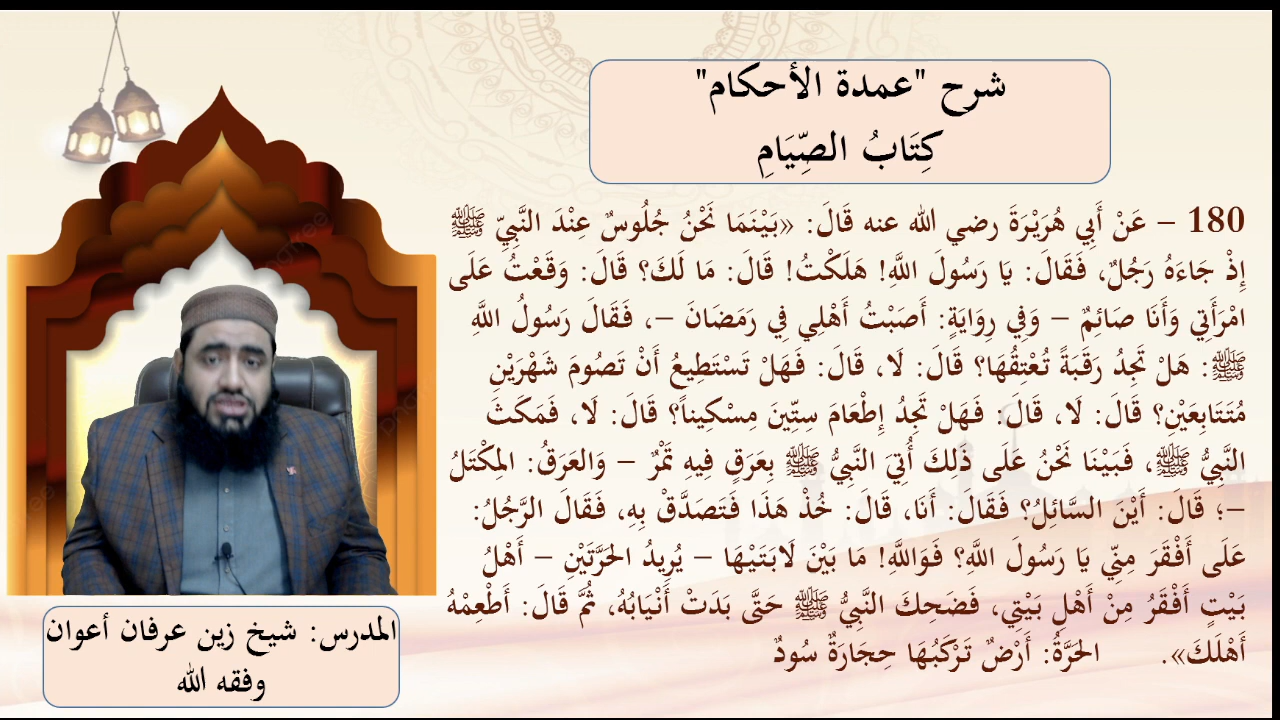 شرح "عمدة الأحكام"
كِتَابُ الصِّيَامِ
180 – عَنْ أَبِي هُرَيْرَةَ رضي الله عنه قَالَ: «بَيْنَمَا نَحْنُ جُلُوسٌ عِنْدَ النَّبِيِّ ﷺ
إِذْ جَاءَهُ رَجُلٌ، فَقَالَ: يَا رَسُولَ اللَّهِ! هَلَكْتُ! قَالَ: مَا لَكَ؟ قَالَ: وَقَعْتُ عَلَى
امْرَأَتِي وَأَنَا صَائِمٌ – وَفِي رِوَايَةٍ: أَصَبْتُ أَهْلِي فِي رَمَضَانَ –، فَقَالَ رَسُولُ اللَّهِ
ﷺ: هَلْ تَجِدُ رَقَبَةً تُعْتِقُهَا؟ قَالَ: لَا، قَالَ: فَهَلْ تَسْتَطِيعُ أَنْ تَصُومَ شَهْرَيْنِ
مُتَتَابِعَيْنِ؟ قَالَ: لَا، قَالَ: فَهَلْ تَجِدُ إِطْعَامَ سِتِّينَ مِسْكِيناً؟ قَالَ: لَا، فَمَكَثَ
النَّبِيُّ ﷺ، فَبَيْنَا نَحْنُ عَلَى ذَلِكَ أُتِيَ النَّبِيُّ ﷺ بِعَرَقٍ فِيهِ تَمْرٌ – وَالعَرَقُ: المِكْتَلُ
–؛ قَالَ: أَيْنَ السَّائِلُ؟ فَقَالَ: أَنَا، قَالَ: خُذْ هَذَا فَتَصَدَّقْ بِهِ، فَقَالَ الرَّجُلُ:
عَلَى أَفْقَرَ مِنِّي يَا رَسُولَ اللَّهِ؟ فَوَاللَّهِ! مَا بَيْنَ لَابَتَيْهَا – يُرِيدُ الحَرَّتَيْنِ – أَهْلُ
بَيْتٍ أَفْقَرُ مِنْ أَهْلِ بَيْتِي، فَضَحِكَ النَّبِيُّ ﷺ حَتَّى بَدَتْ أَنْيَابُهُ، ثُمَّ قَالَ: أَطْعِمْهُ
أَهْلَكَ». الحَرَّةُ: أَرْضٌ تَرْكَبُهَا حِجَارَةٌ سُودٌ
المدرس: شيخ زين عرفان أعوان
وفقه الله